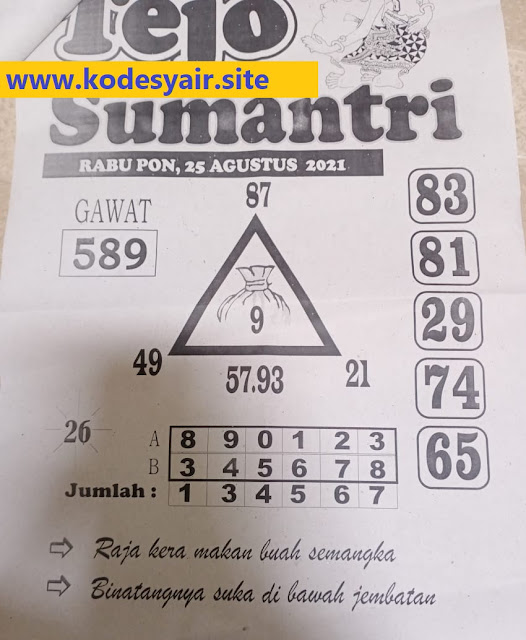 Tejo
www.kodesyair.site
Sumantri
RABU PON, 25 AGUSTUS 2021
GAWAT
589
87
9
49
57.93
21
83
81
29
74
65
26
A 8 9 0 1 2 3
B 3 4 5 6 7 8
Jumlah : 1 3 4 5 6 7
Raja kera makan buah semangka
Binatangnya suka di bawah jembatan